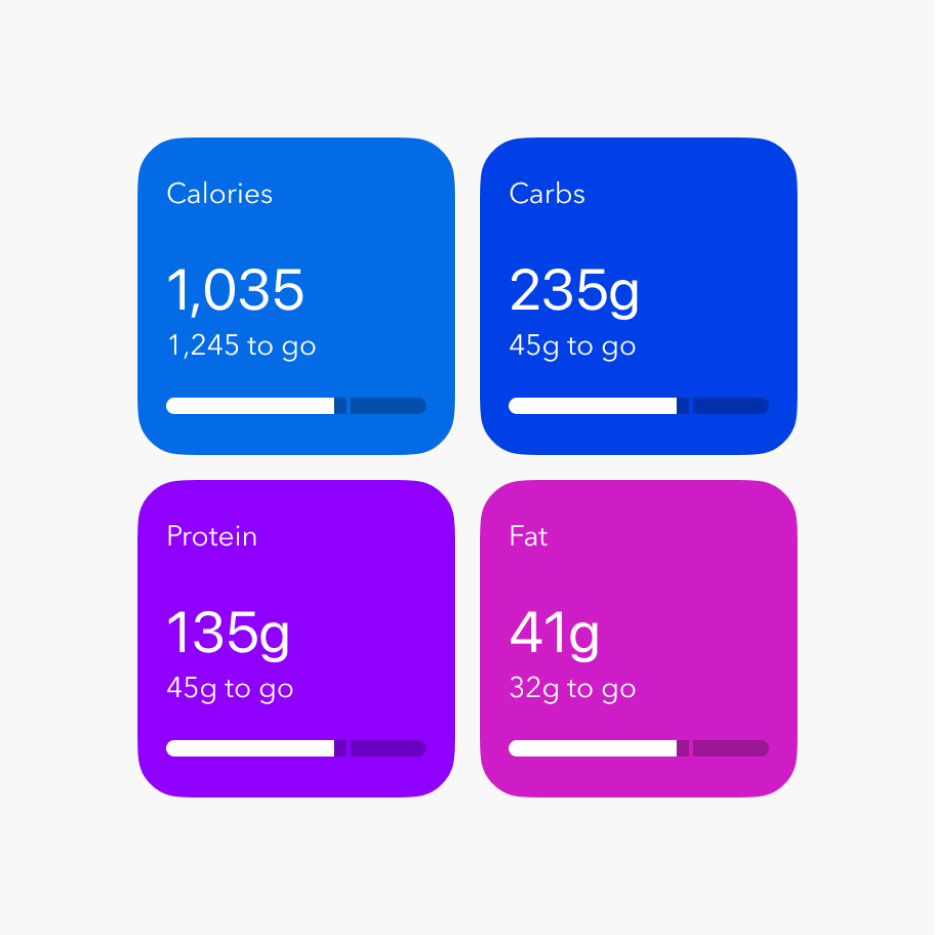 Calories
1,035
1,245 to go
Carbs
235g
45g to go
Protein
135g
45g to go
Fat
41g
32g to go